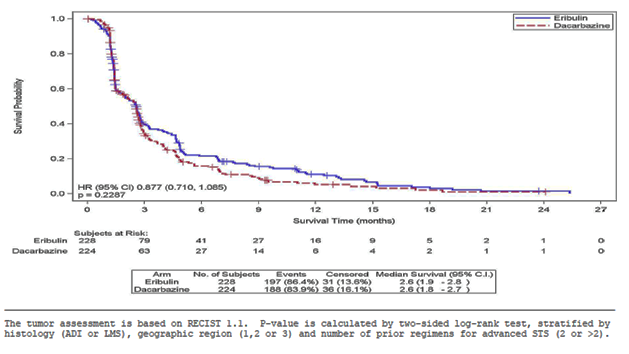 Eribulin
Dacarbazine
1.0
0.8
0.6
0.4
0.2
0.0
Survival Probability
HR (95% CI) 0.877 (0.710, 1.085)
p = 0.2287
0 3 6 9 12 15 18 21 24 27
Survival Time (months)
Subjects at Risk:
Eribulin 228 79 41 27 16 9 5 2 1 0
Dacarbazine 224 63 27 14 6 4 2 1 1 0
Arm No. of Subjects Events Censored Median Survival (95% C.I.)
Eribulin 228 197 (86.4%) 31 (13.6%) 2.6 (1.9 - 2.8 )
Dacarbazine 224 188 (83.9%) 36 (16.1%) 2.6 (1.8 - 2.7 )
The tumor assessment is based on RECIST 1.1. P-value is calculated by two-sided log-rank test, stratified by
histology (ADI or LMS), geographic region (1,2 or 3) and number of prior regimens for advanced STS (2 or >2).